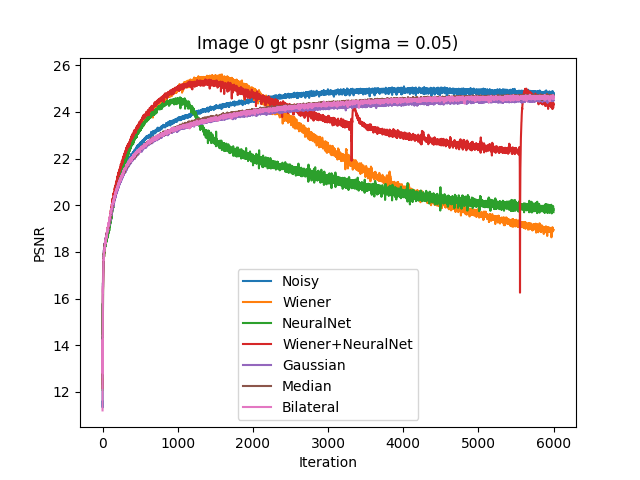 Image 0 gt psnr (sigma = 0.05)
26
24
22
20
18
16
14
12
PSNR
Noisy
Wiener
NeuralNet
Wiener+NeuralNet
Gaussian
Median
Bilateral
0 1000 2000 3000 4000 5000 6000
Iteration